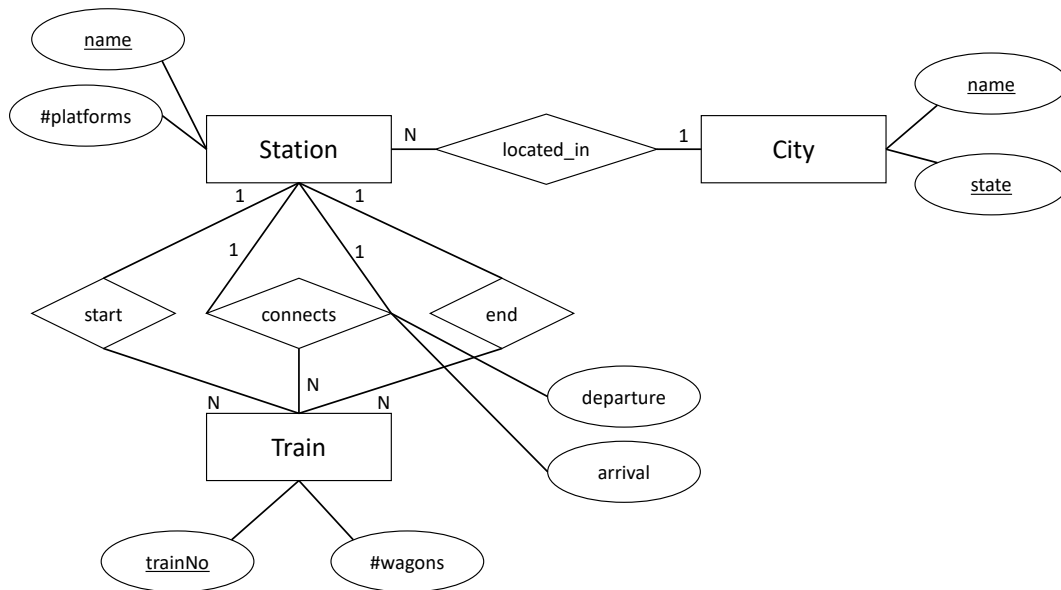 name
name
#platforms
Station
N
located_in
1
City
state
1
1
1
1
start
connects
end
departure
N
N
N
Train
arrival
trainNo
#wagons